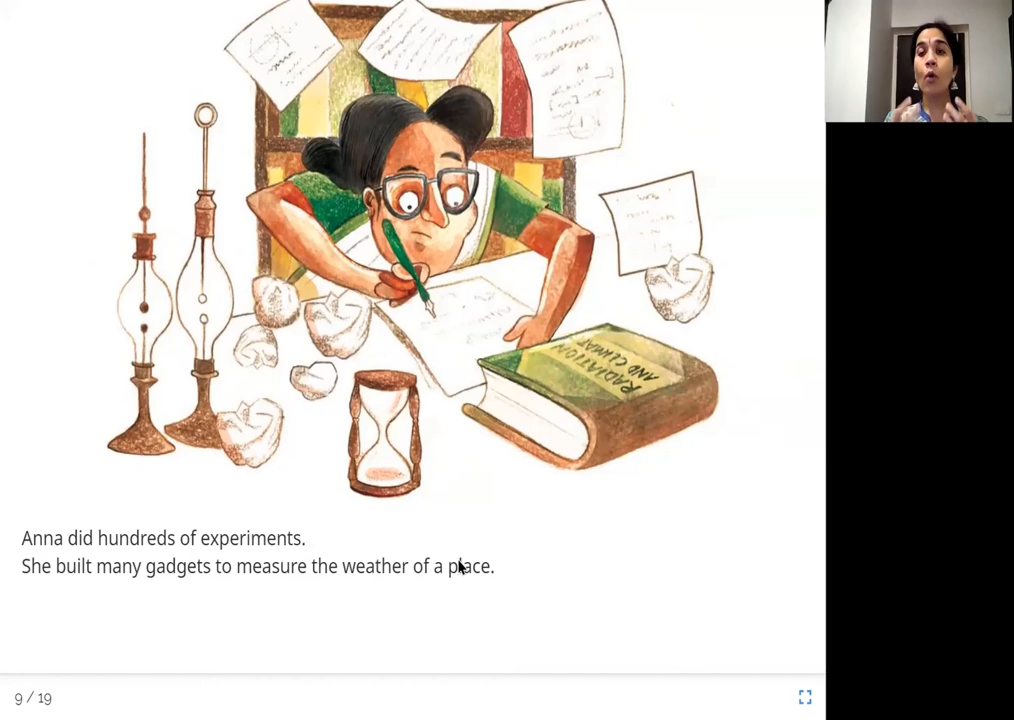 RADIATION
AND CLIMAT
Anna did hundreds of experiments.
She built many gadgets to measure the weather of a place.
9 / 19